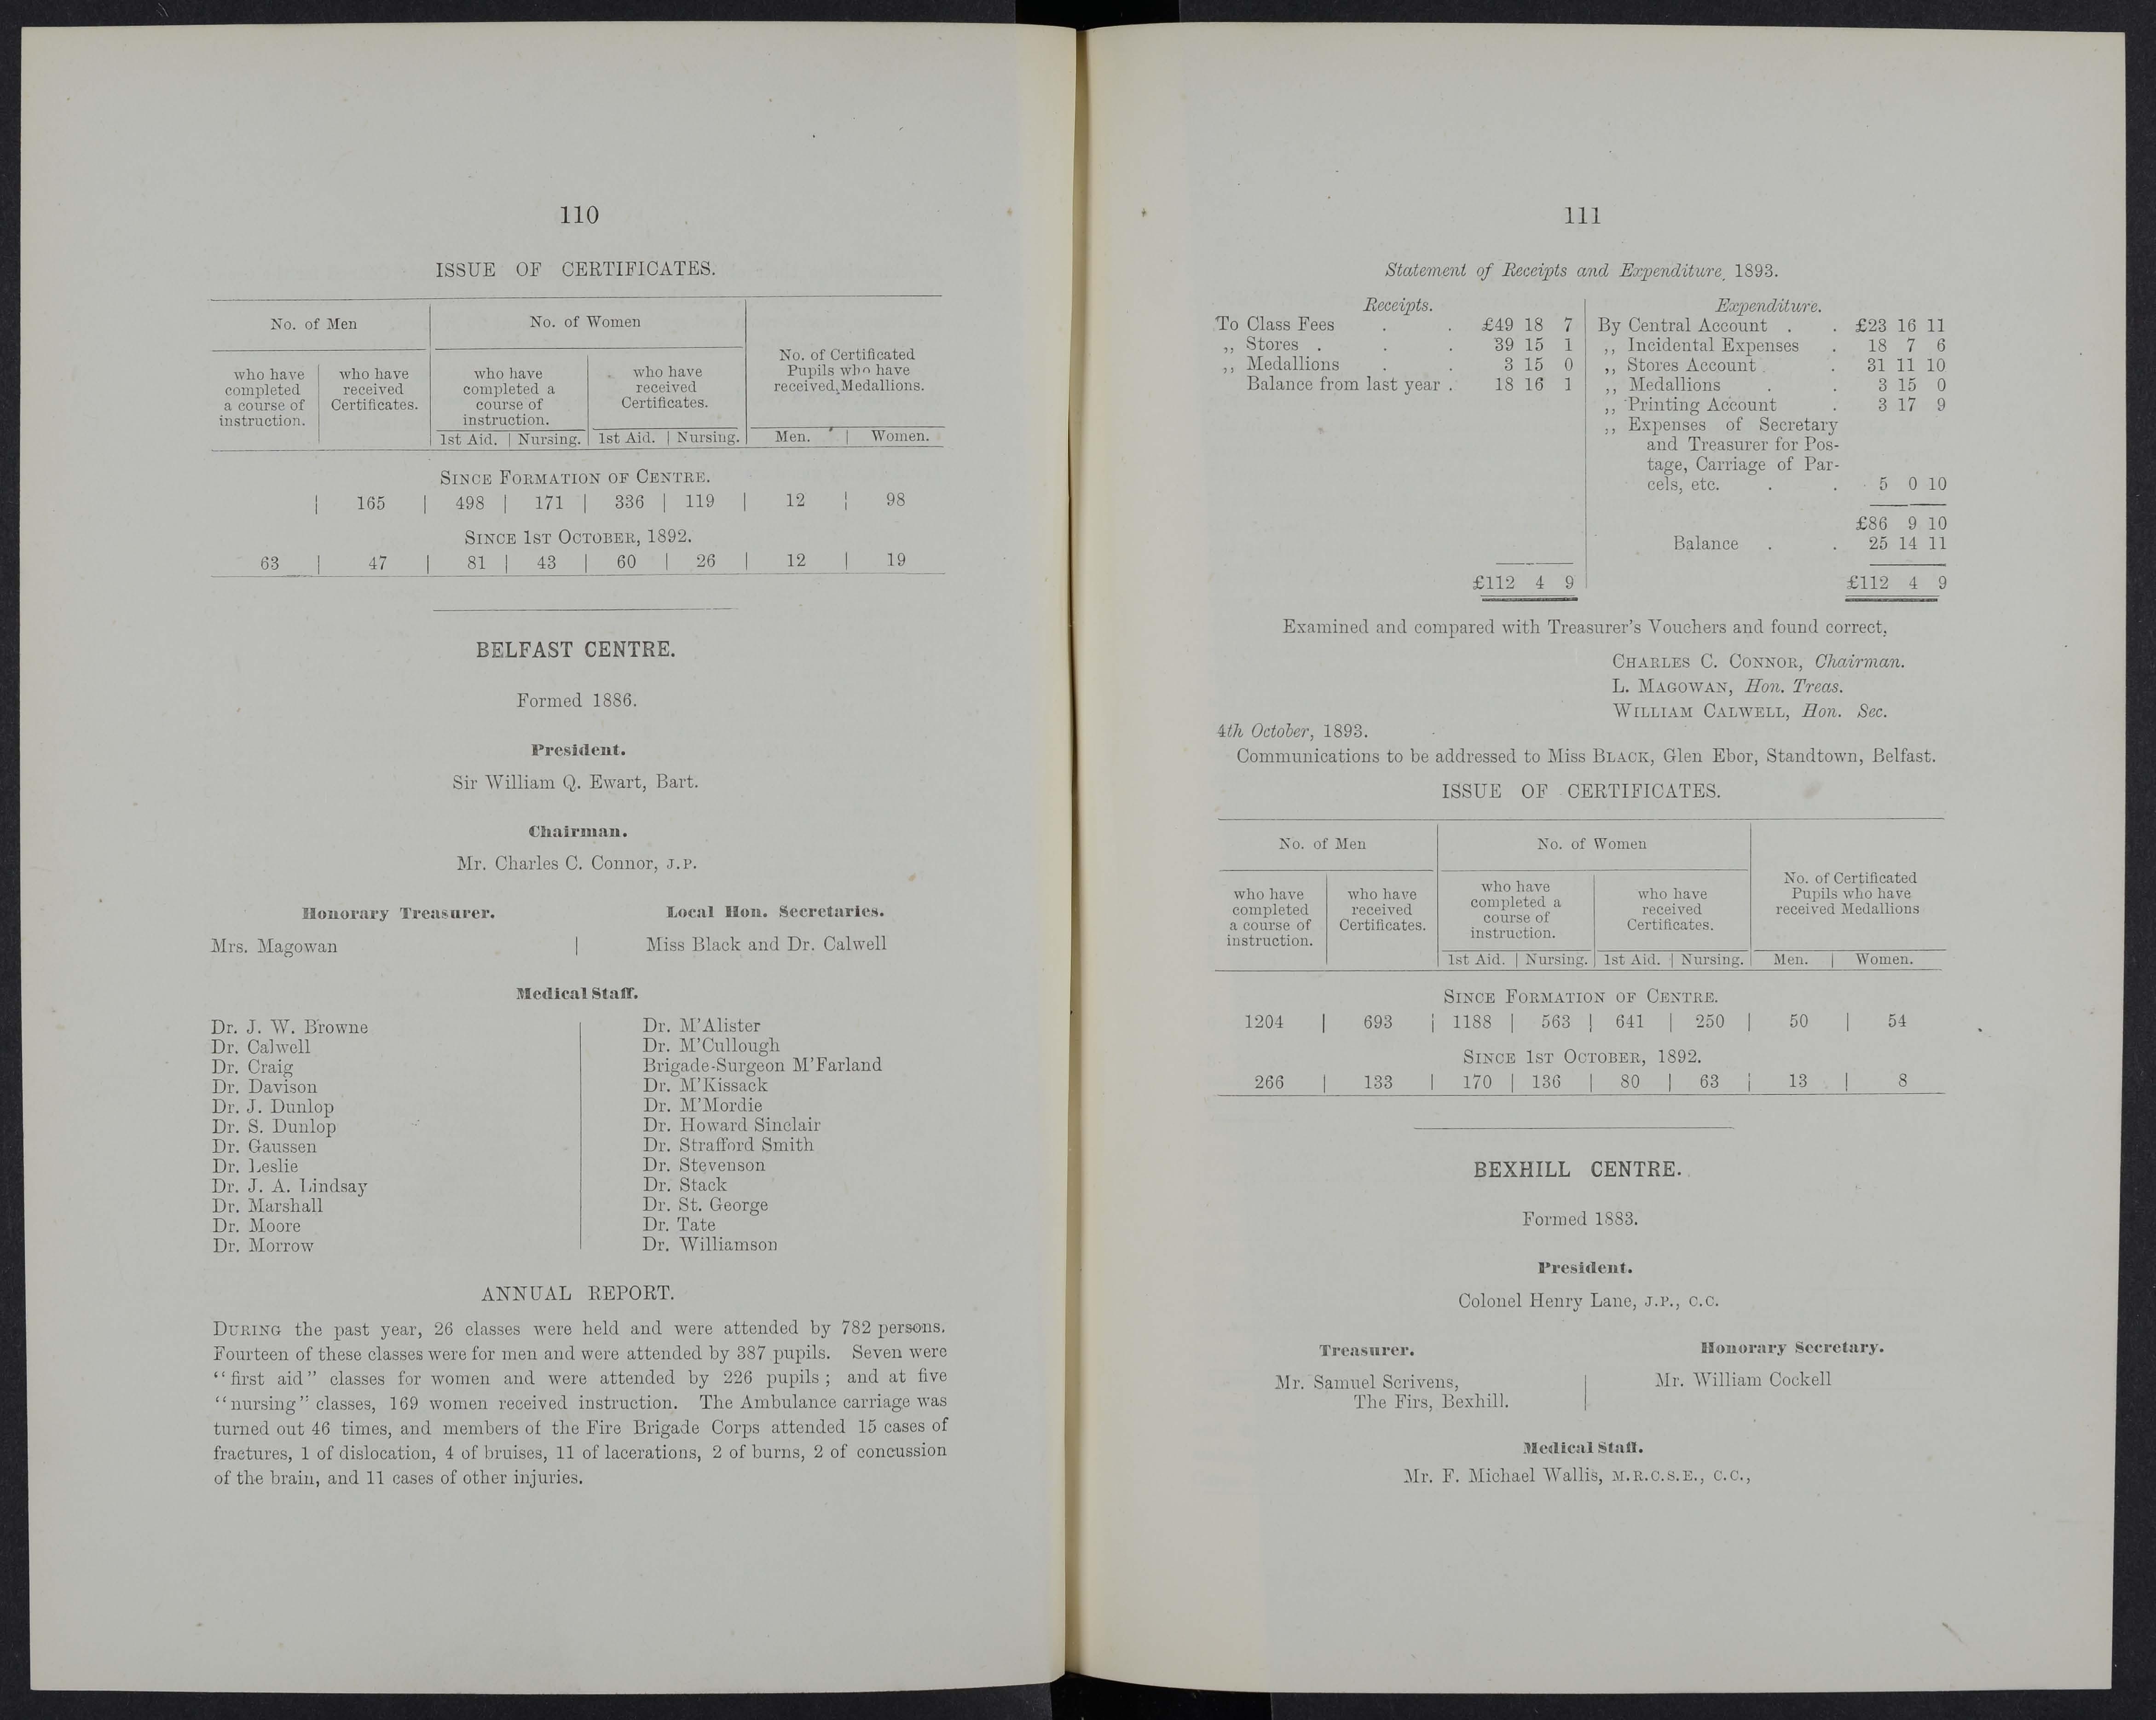 110
ISSUE OF CERTIFICATES.
No. of Men
No. of Women
No. of Certificated
Pupils who have
received Medallions.
who have
completed
a course of
instruction.
who have
received
Certificates.
who have
completed a
course of
instruction.
who have
received
Certificates.
1st Aid. | Nursing. | 1st Aid. | Nursing. Men. | Women.
SINCE FORMATION OF CENTRE.
| 165 | 498 | 171 | 336 | 119 | 12 | 98
SINCE 1ST OCTOBER, 1892.
63 | 47 | 81 | 43 | 60 | 26 | 12 | 19
BELFAST CENTRE.
Formed 1886.
President.
Sir William Q. Ewart, Bart.
Chairman.
Mr. Charles C. Connor, J.P.
Honorary Treasurer.
Mrs. Magowan
Local Hon. Secretaries.
Miss Black and Dr. Calwell
Medical Staff.
Dr. J. W. Browne
Dr. Calwell
Dr. Craig
Dr. Davison
Dr. J. Dunlop
Dr. S. Dunlop
Dr. Gaussen
Dr. Leslie
Dr. J. A. Lindsay
Dr. Marshall
Dr. Moore
Dr. Morrow
Dr. M'Alister
Dr. M'Cullough
Brigade-Surgeon M'Farland
Dr. M'Kissack
Dr. M'Mordie
Dr. Howard Sinclair
Dr. Strafford Smith
Dr. Stevenson
Dr. Stack
Dr. St. George
Dr. Tate
Dr. Williamson
ANNUAL REPORT.
DURING the past year, 26 classes were held and were attended by 782 persons.
Fourteen of these classes were for men and were attended by 387 pupils. Seven were
"first aid" classes for women and were attended by 226 pupils; and at five
"nursing" classes, 169 women received instruction. The Ambulance carriage was
turned out 46 times, and members of the Fire Brigade Corps attended 15 cases of
fractures, 1 of dislocation, 4 of bruises, 11 of lacerations, 2 of burns, 2 of concussion
of the brain, and 11 cases of other injuries.
111
Statement of Receipts and Expenditure, 1893.
Receipts.
To Class Fees . . £49 18 7
,, Stores . . . 39 15 1
,, Medallions . . 3 15 0
Balance from last year . 18 16 1
£112 4 9
Expenditure.
By Central Account . . £23 16 11
,, Incidental Expenses . 18 7 6
,, Stores Account . 31 11 10
,, Medallions . . 3 15 0
,, Printing Account . 3 17 9
,, Expenses of Secretary
and Treasurer for Pos-
tage, Carriage of Par-
cels, etc. . . 5 0 10
£86 9 10
Balance . . 25 14 11
£112 4 9
Examined and compared with Treasurer's Vouchers and found correct,
CHARLES C. CONNOR, Chairman.
L. MAGOWAN, Hon. Treas.
WILLIAM CALWELL, Hon. Sec.
4th October, 1893.
Communications to be addressed to Miss BLACK, Glen Ebor, Standtown, Belfast.
ISSUE OF CERTIFICATES.
No. of Men
No. of Women
No. of Certificated
Pupils who have
received Medallions
who have
completed
a course of
instruction.
who have
received
Certificates.
who have
completed a
course of
instruction.
who have
received
Certificates.
1st Aid. | Nursing. | 1st Aid. | Nursing. Men. | Women.
SINCE FORMATION OF CENTRE.
1204 | 693 | 1188 | 563 | 641 | 250 | 50 | 54
SINCE 1ST OCTOBER, 1892.
266 | 133 | 170 | 136 | 80 | 63 | 13 | 8
BEXHILL CENTRE.
Formed 1883.
President.
Colonel Henry Lane, J.P., C.C.
Treasurer.
Mr. Samuel Scrivens,
The Firs, Bexhill.
Honorary Secretary.
Mr. William Cockell
Medical Staff.
Mr. F. Michael Wallis, M.R.C.S.E., C.C.,